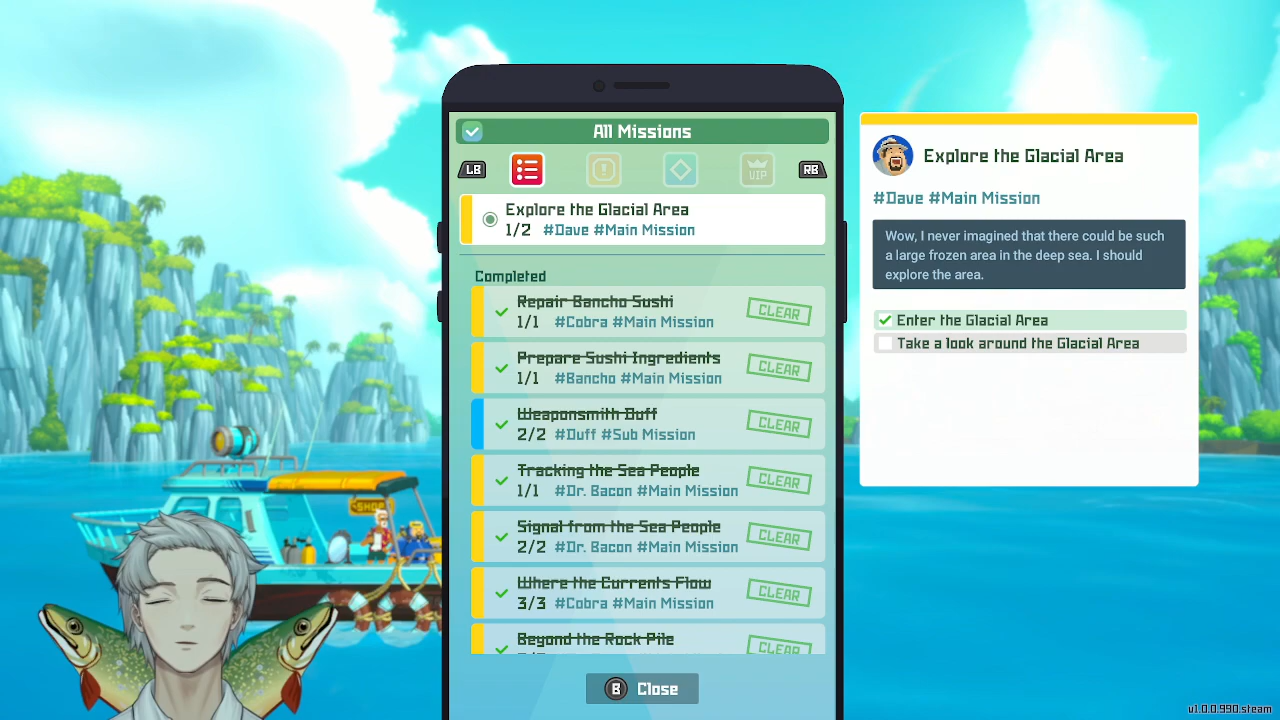 All Missions
LB
VIP
RB
Explore the Glacial Area
1/2 #Dave #Main Mission
Completed
Repair Bancho Sushi
1/1 #Cobra #Main Mission
CLEAR
Prepare Sushi Ingredients
1/1 #Bancho #Main Mission
CLEAR
Weaponsmith Duff
2/2 #Duff #Sub Mission
CLEAR
Tracking the Sea People
1/1 #Dr. Bacon #Main Mission
CLEAR
Signal from the Sea People
2/2 #Dr. Bacon #Main Mission
CLEAR
Where the Currents Flow
3/3 #Cobra #Main Mission
CLEAR
Beyond the Rock Pile
CLEAR
B Close
Explore the Glacial Area
#Dave #Main Mission
Wow, I never imagined that there could be such
a large frozen area in the deep sea. I should
explore the area.
Enter the Glacial Area
Take a look around the Glacial Area
SHOP
v1.0.0.990.steam